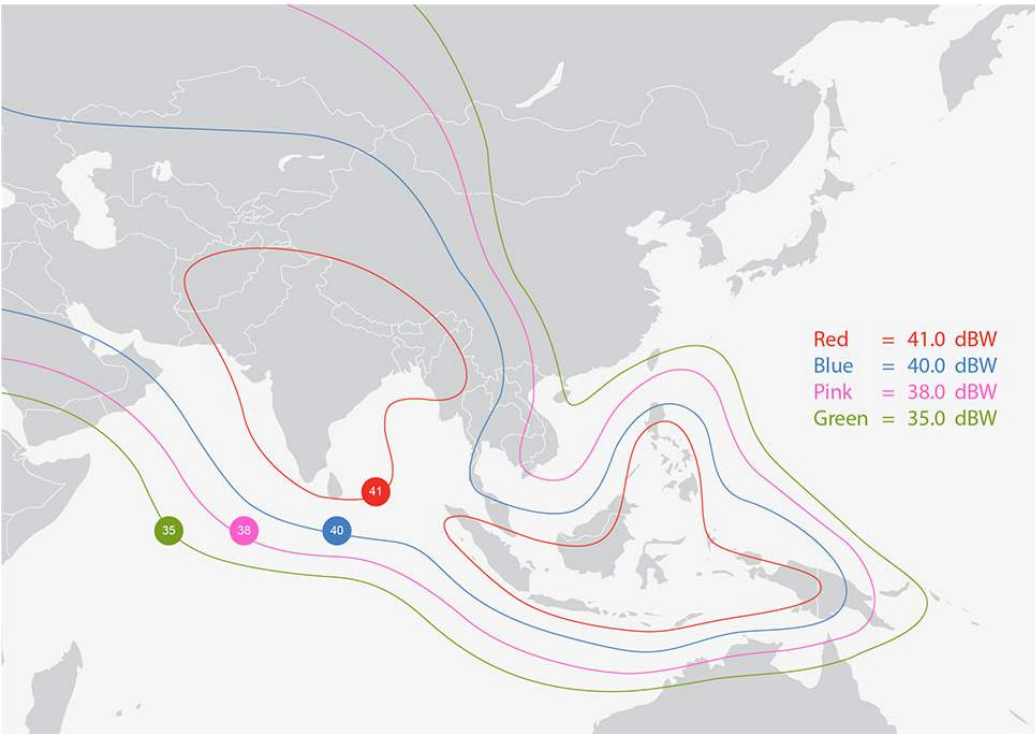 Red = 41.0 dBW
Blue = 40.0 dBW
Pink = 38.0 dBW
Green = 35.0 dBW
41
35
38
40